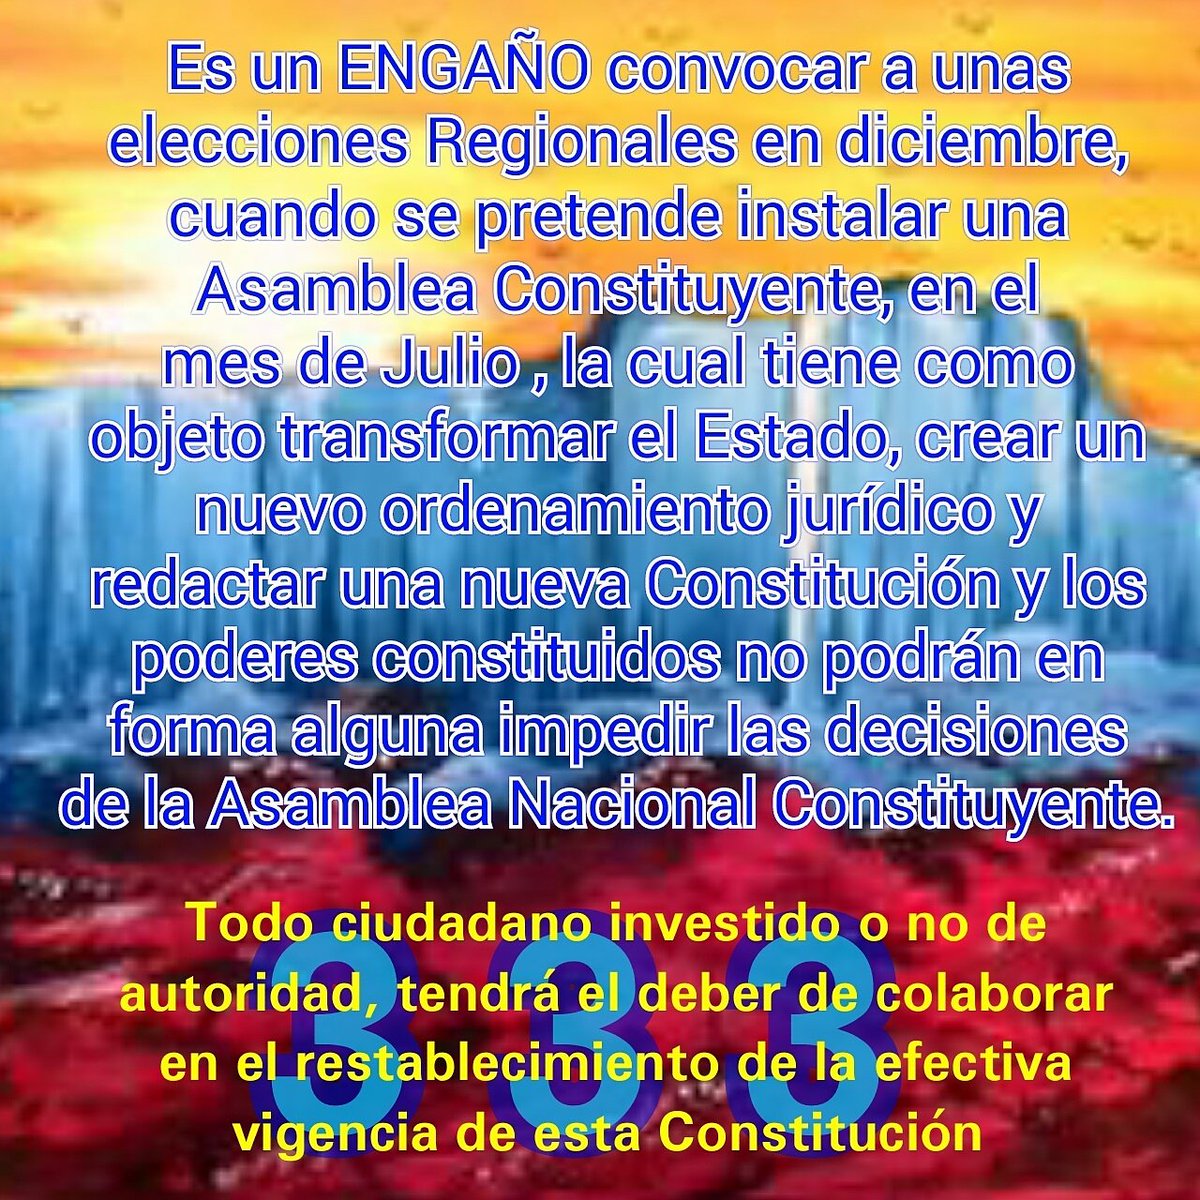 Es un ENGAÑO convocar a unas
elecciones Regionales en diciembre,
cuando se pretende instalar una
Asamblea Constituyente, en el
mes de Julio , la cual tiene como
objeto transformar el Estado, crear un
nuevo ordenamiento jurídico y
redactar una nueva Constitución y los
poderes constituidos no podrán en
forma alguna impedir las decisiones
de la Asamblea Nacional Constituyente.
Todo ciudadano investido o no de
autoridad, tendrá el deber de colaborar
en el restablecimiento de la efectiva
vigencia de esta Constitución
333